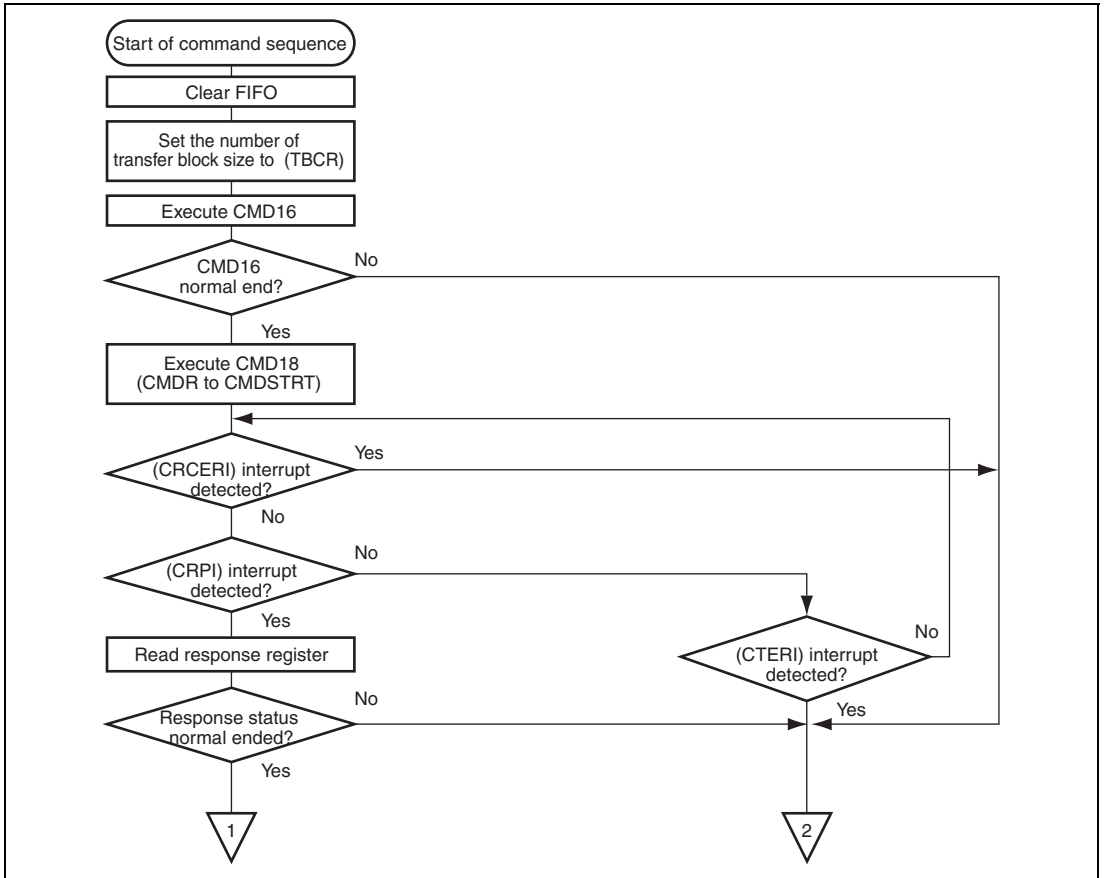 Start of command sequence
Clear FIFO
Set the number of
transfer block size to (TBCR)
Execute CMD16
CMD16
normal end?
No
Yes
Execute CMD18
(CMDR to CMDSTRT)
(CRCERI) interrupt
detected?
Yes
No
(CRPI) interrupt
detected?
No
Yes
(CTERI) interrupt
detected?
No
Yes
Read response register
Response status
normal ended?
No
Yes
1
2